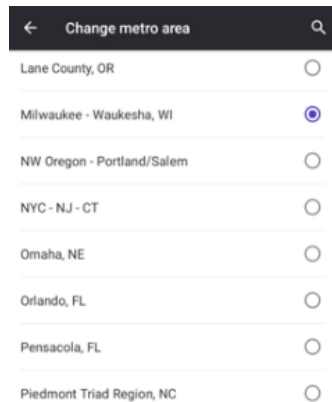 Change metro area
Lane County, OR
Milwaukee - Waukesha, WI
NW Oregon - Portland/Salem
NYC - NJ - CT
Omaha, NE
Orlando, FL
Pensacola, FL
Piedmont Triad Region, NC